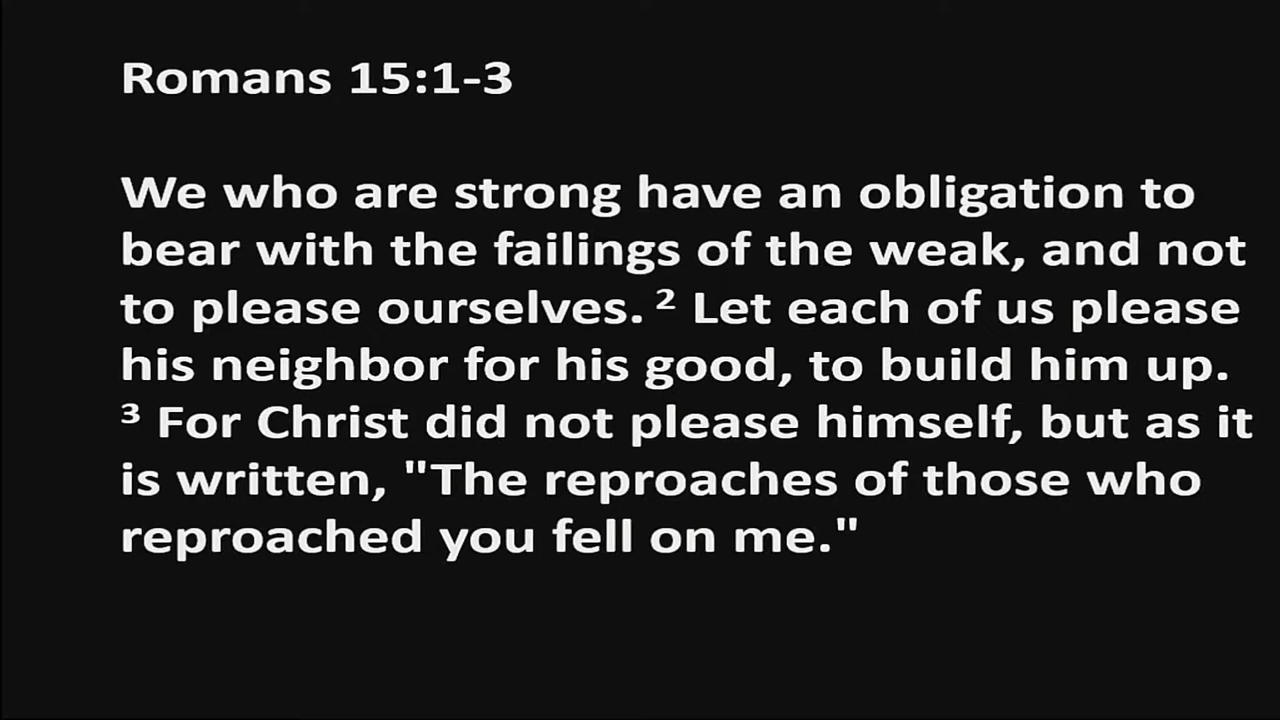 Romans 15:1-3
We who are strong have an obligation to
bear with the failings of the weak, and not
to please ourselves. ² Let each of us please
his neighbor for his good, to build him up.
³ For Christ did not please himself, but as it
is written, "The reproaches of those who
reproached you fell on me."